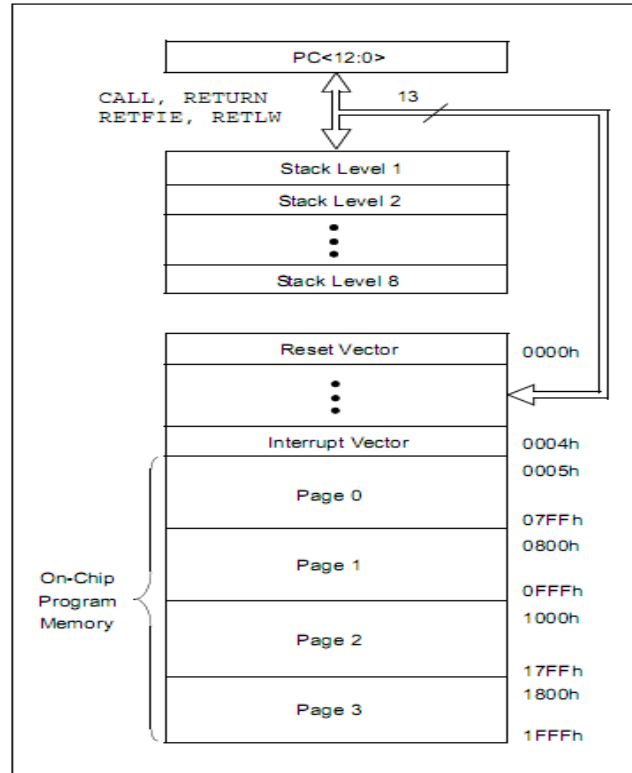 PC<12:0>
CALL, RETURN
RETFIE, RETLW
13
Stack Level 1
Stack Level 2
Stack Level 8
Reset Vector
0000h
Interrupt Vector
0004h
0005h
Page 0
07FFh
0800h
Page 1
0FFFh
On-Chip
Program
Memory
1000h
Page 2
17FFh
1800h
Page 3
1FFFh